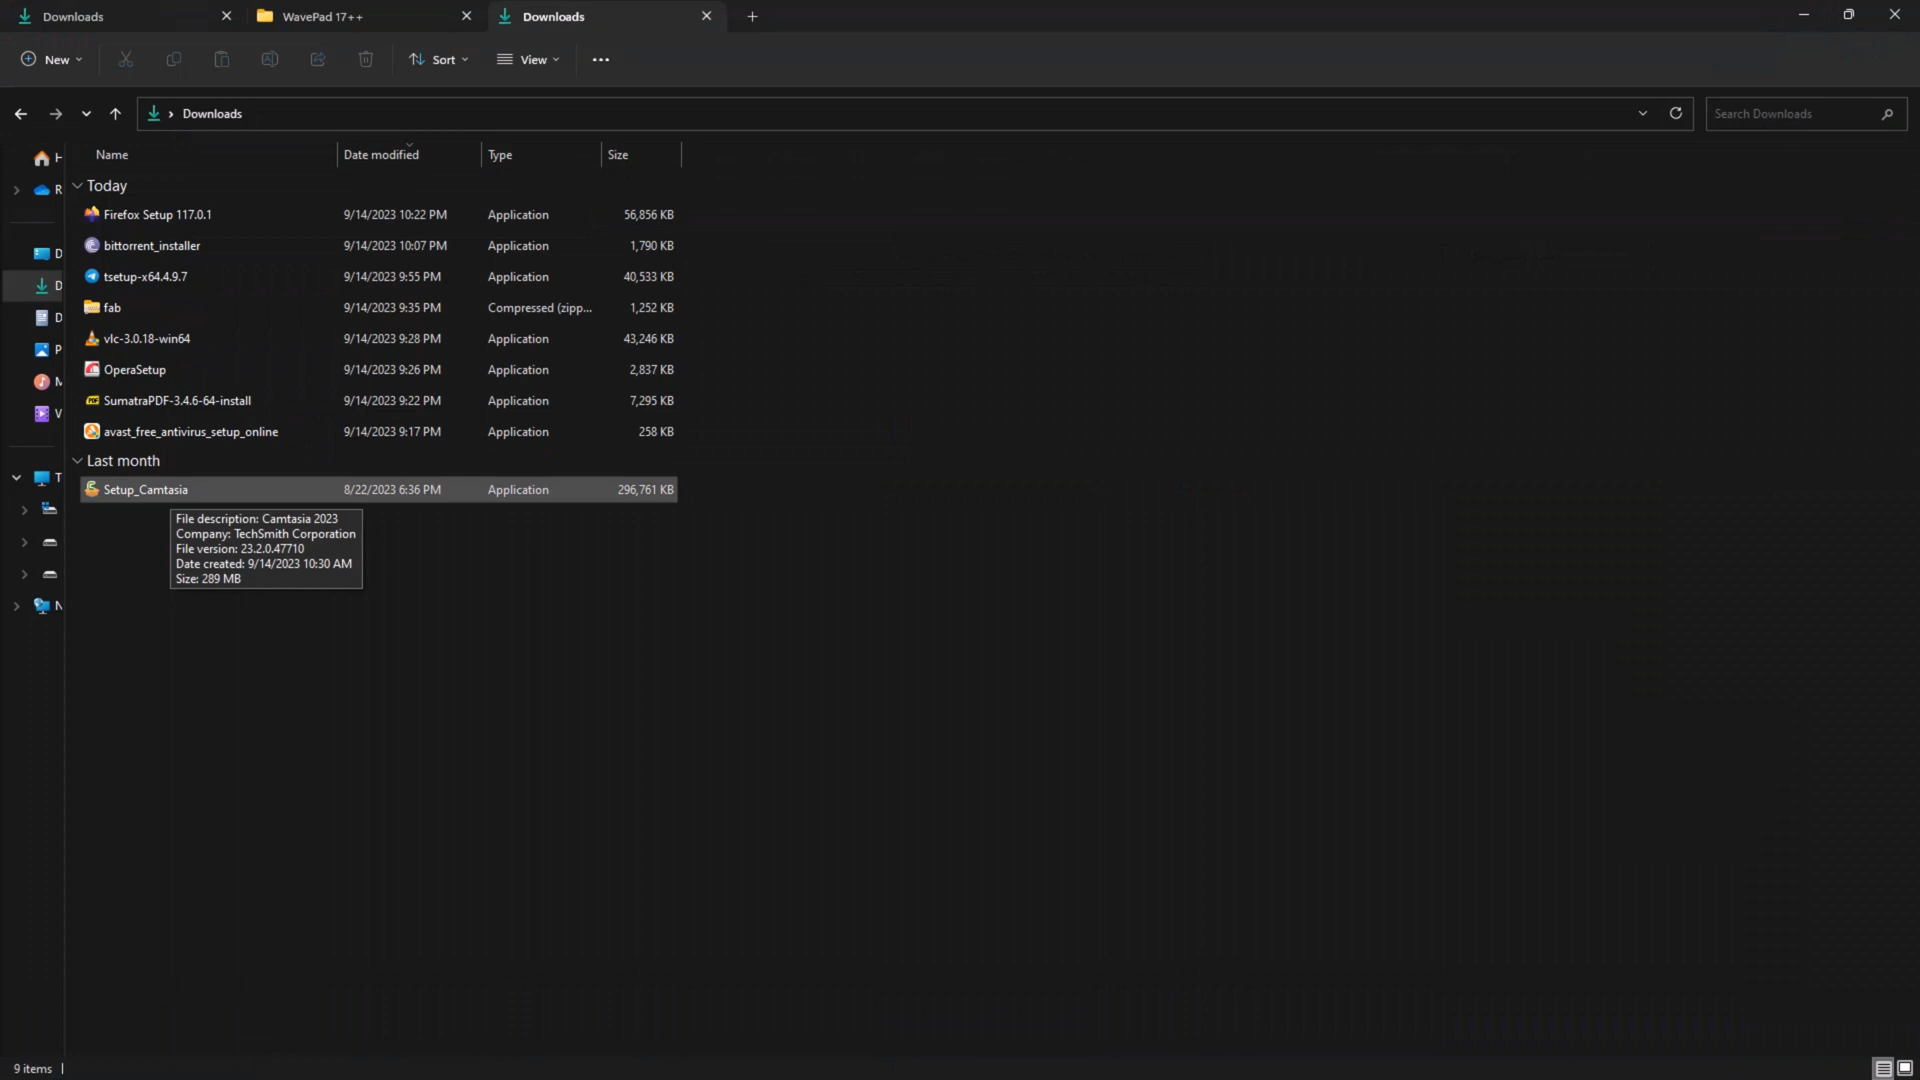 Downloads
WavePad 17++
Downloads
New
Sort
View
Downloads
Search Downloads
Name Date modified Type Size
H
R
D
D
D
P
M
V
T
N
Today
Firefox Setup 117.0.1 9/14/2023 10:22 PM Application 56,856 KB
bittorrent_installer 9/14/2023 10:07 PM Application 1,790 KB
tsetup-x64.4.9.7 9/14/2023 9:55 PM Application 40,533 KB
fab 9/14/2023 9:35 PM Compressed (zipp... 1,252 KB
vlc-3.0.18-win64 9/14/2023 9:28 PM Application 43,246 KB
OperaSetup 9/14/2023 9:26 PM Application 2,837 KB
SumatraPDF-3.4.6-64-install 9/14/2023 9:22 PM Application 7,295 KB
avast_free_antivirus_setup_online 9/14/2023 9:17 PM Application 258 KB
Last month
Setup_Camtasia 8/22/2023 6:36 PM Application 296,761 KB
File description: Camtasia 2023
Company: TechSmith Corporation
File version: 23.2.0.47710
Date created: 9/14/2023 10:30 AM
Size: 289 MB
9 items